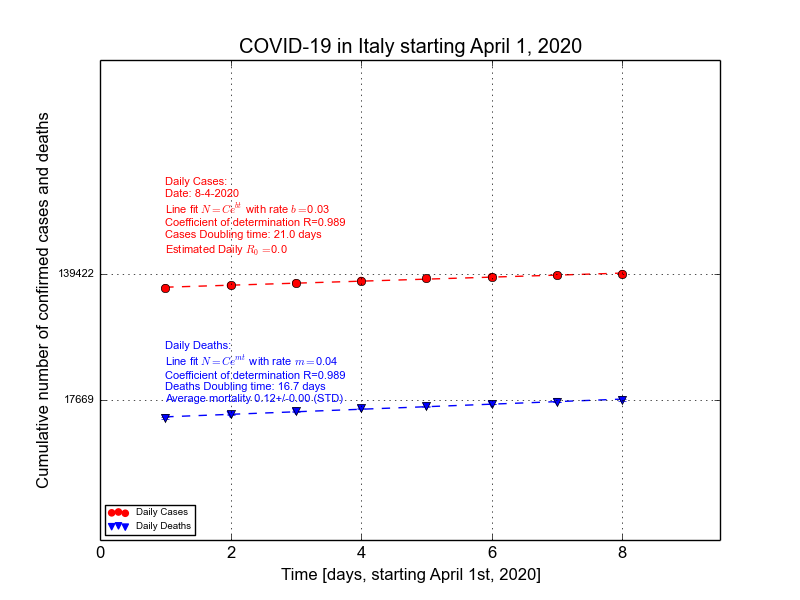 COVID-19 in Italy starting April 1, 2020
Cumulative number of confirmed cases and deaths
Daily Cases:
Date: 8-4-2020
Line fit N=Ce^{bt} with rate b=0.03
Coefficient of determination R=0.989
Cases Doubling time: 21.0 days
Estimated Daily R_0=0.0
139422
Daily Deaths:
Line fit N=Ce^{mt} with rate m=0.04
Coefficient of determination R=0.989
Deaths Doubling time: 16.7 days
Average mortality 0.12+/-0.00 (STD)
17669
Daily Cases
Daily Deaths
0 2 4 6 8
Time [days, starting April 1st, 2020]